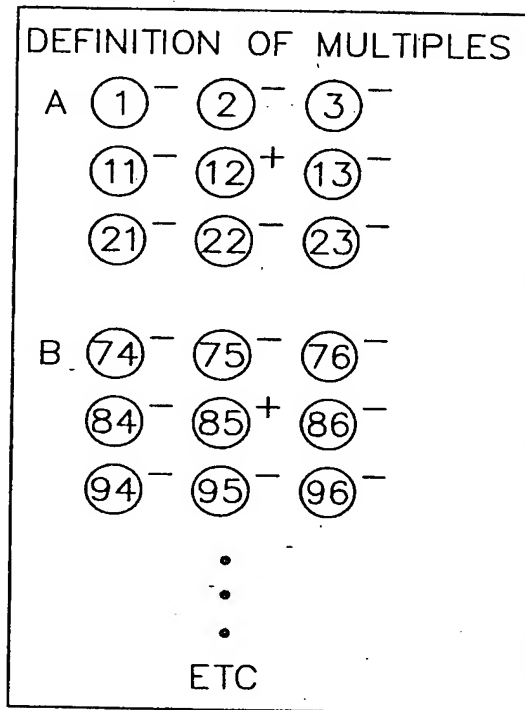 DEFINITION OF MULTIPLES
A 1 − 2 − 3 −
11 − 12 + 13 −
21 − 22 − 23 −
B 74 − 75 − 76 −
84 − 85 + 86 −
94 − 95 − 96 −
ETC